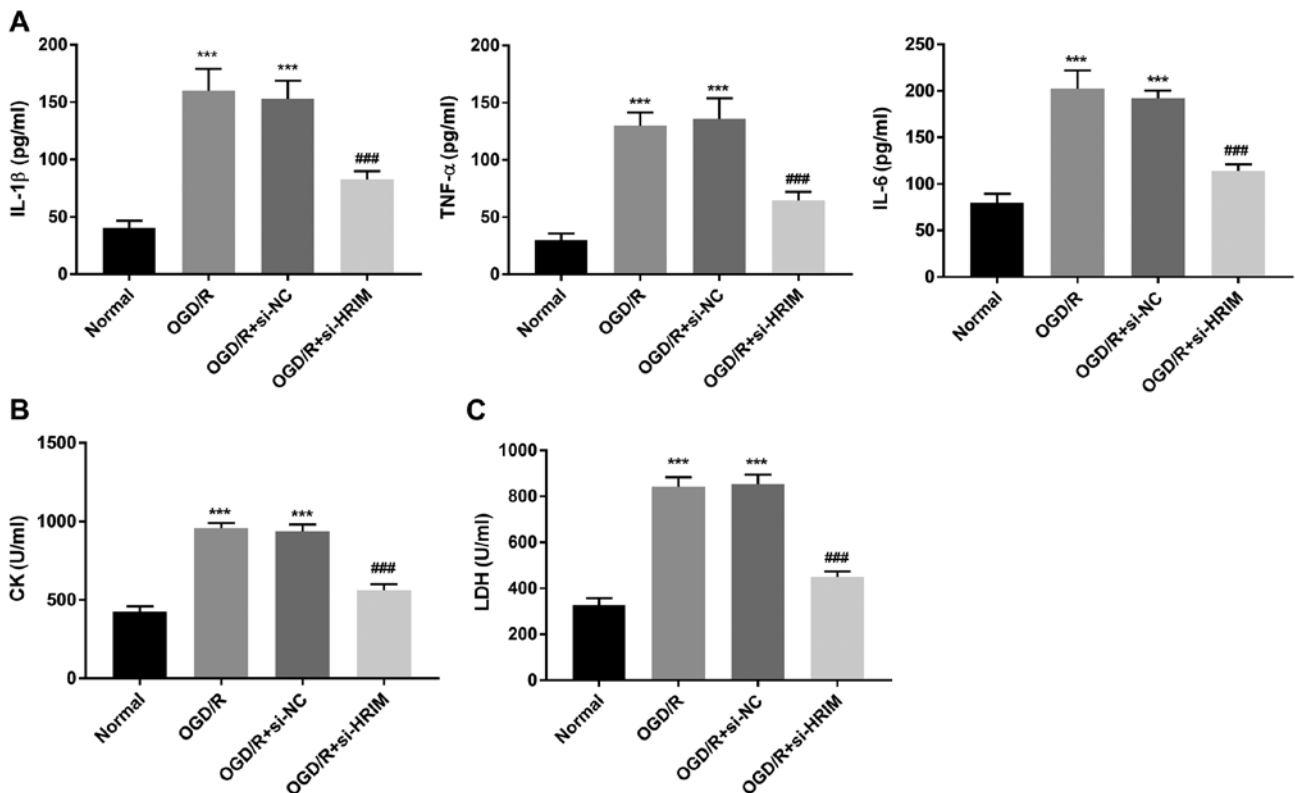 A
IL-1β (pg/ml)
200
150
100
50
0
***
***
###
Normal
OGD/R
OGD/R+si-NC
OGD/R+si-HRIM
TNF-α (pg/ml)
200
150
100
50
0
***
***
###
Normal
OGD/R
OGD/R+si-NC
OGD/R+si-HRIM
IL-6 (pg/ml)
250
200
150
100
50
0
***
***
###
Normal
OGD/R
OGD/R+si-NC
OGD/R+si-HRIM
B
CK (U/ml)
1500
1000
500
0
***
***
###
Normal
OGD/R
OGD/R+si-NC
OGD/R+si-HRIM
C
LDH (U/ml)
1000
800
600
400
200
0
***
***
###
Normal
OGD/R
OGD/R+si-NC
OGD/R+si-HRIM